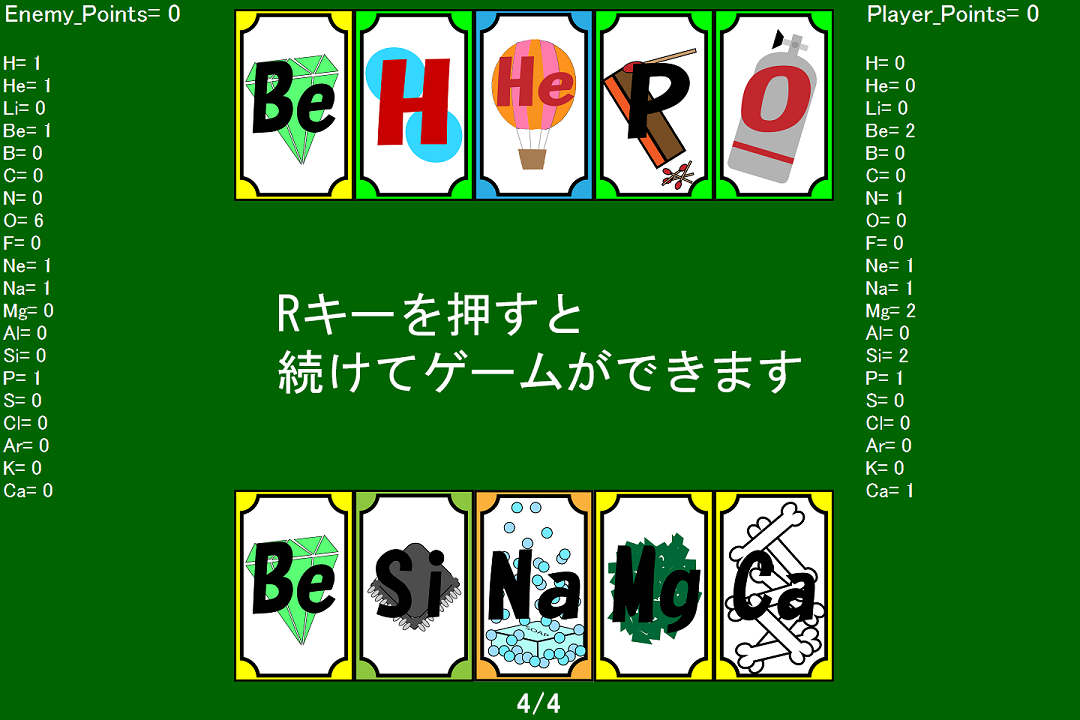 Enemy_Points= 0
H= 1
He= 1
Li= 0
Be= 1
B= 0
C= 0
N= 0
O= 6
F= 0
Ne= 1
Na= 1
Mg= 0
Al= 0
Si= 0
P= 1
S= 0
Cl= 0
Ar= 0
K= 0
Ca= 0
Be
H
He
P
O
Rキーを押すと
続けてゲームができます
Be
Si
Na
SOAP
Mg
Ca
4/4
Player_Points= 0
H= 0
He= 0
Li= 0
Be= 2
B= 0
C= 0
N= 1
O= 0
F= 0
Ne= 1
Na= 1
Mg= 2
Al= 0
Si= 2
P= 1
S= 0
Cl= 0
Ar= 0
K= 0
Ca= 1